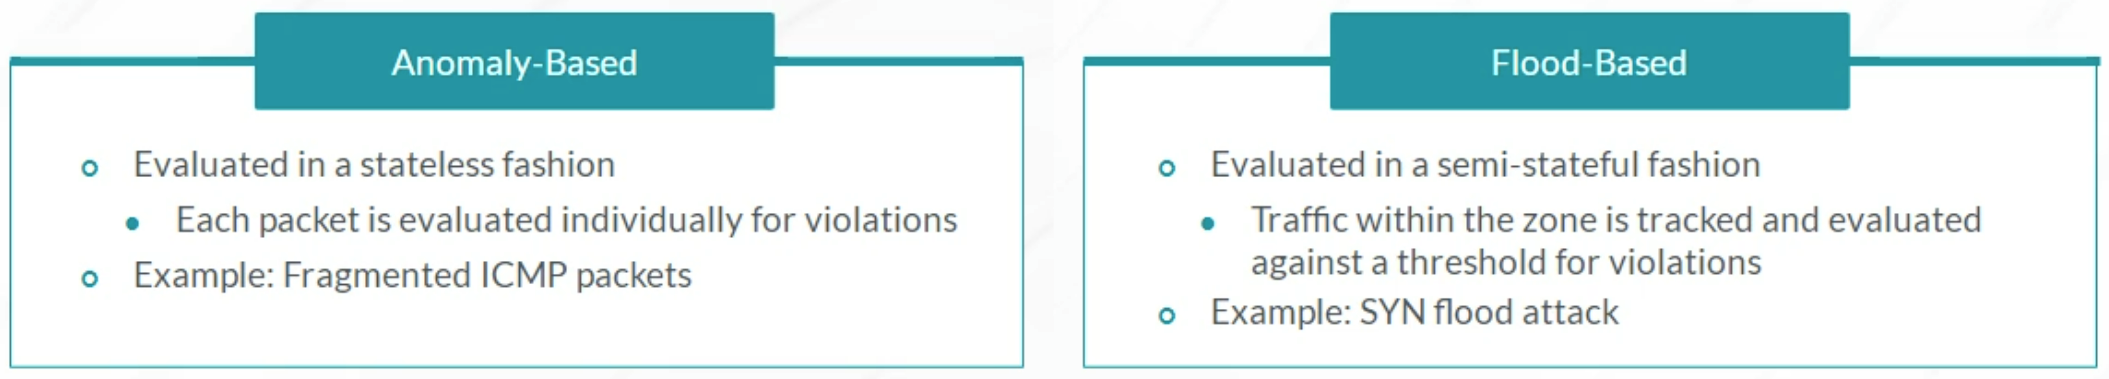 Anomaly-Based
Evaluated in a stateless fashion
Each packet is evaluated individually for violations
Example: Fragmented ICMP packets
Flood-Based
Evaluated in a semi-stateful fashion
Traffic within the zone is tracked and evaluated
against a threshold for violations
Example: SYN flood attack